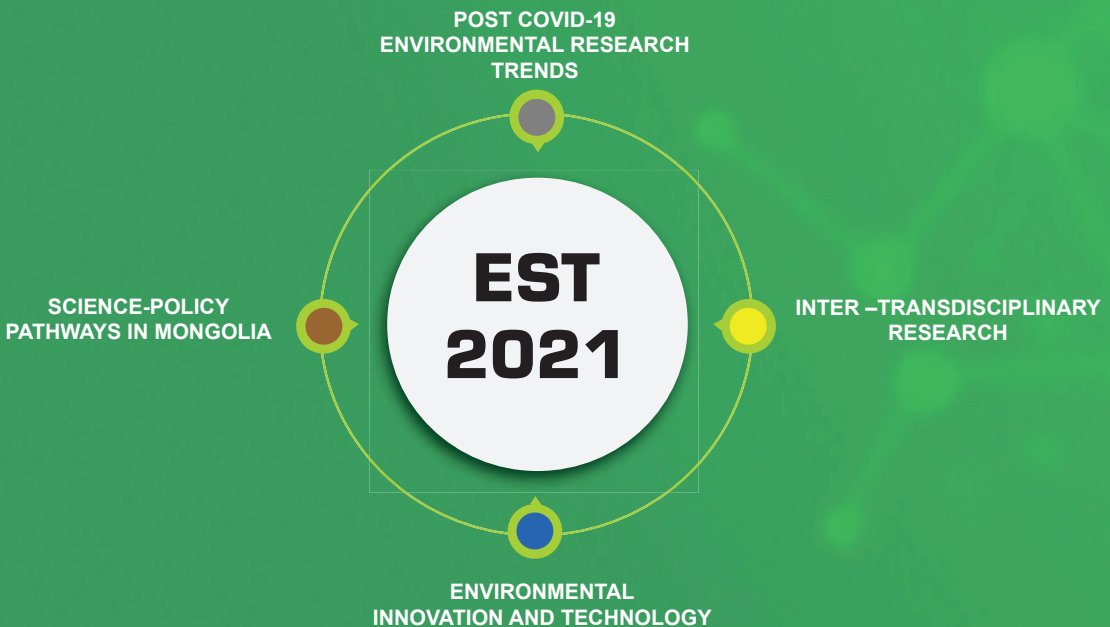 POST COVID-19
ENVIRONMENTAL RESEARCH
TRENDS
EST
2021
SCIENCE-POLICY
PATHWAYS IN MONGOLIA
INTER –TRANSDISCIPLINARY
RESEARCH
ENVIRONMENTAL
INNOVATION AND TECHNOLOGY